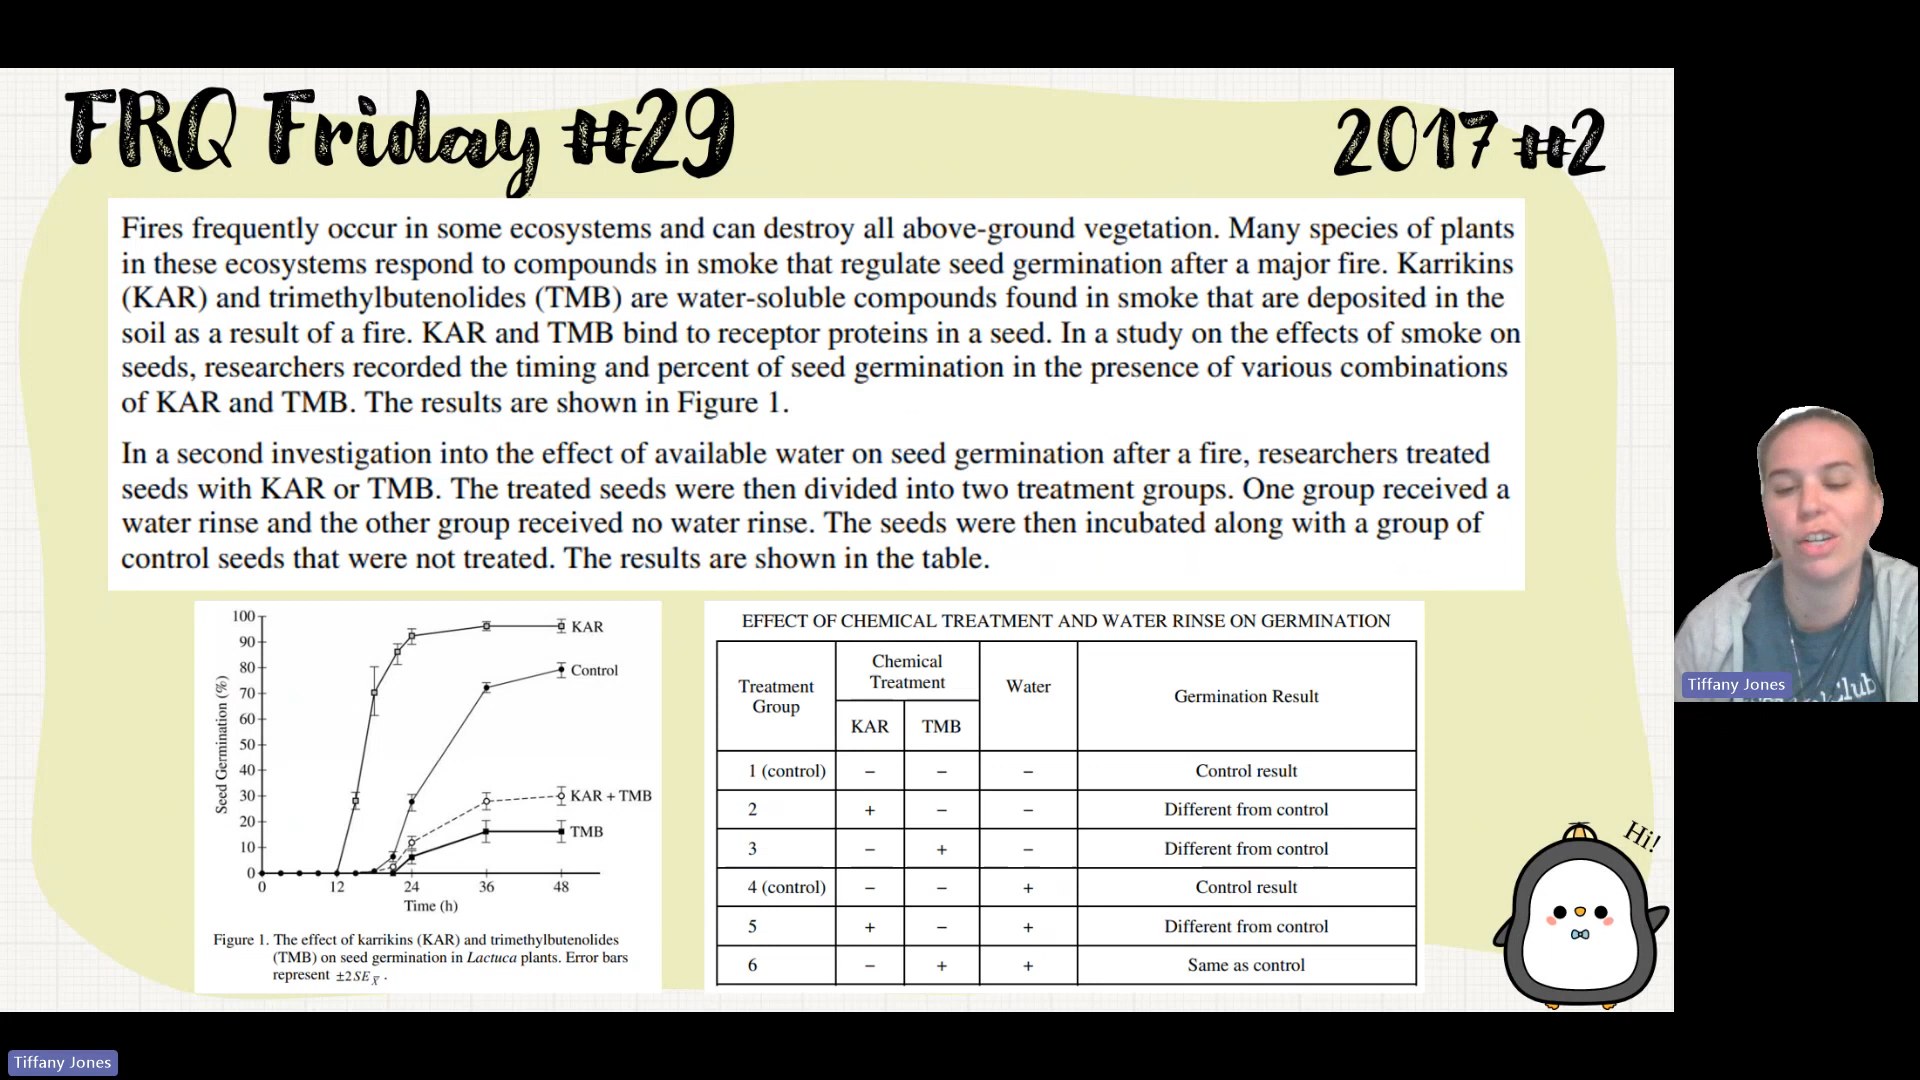 FRQ Friday #29
2017 #2
Fires frequently occur in some ecosystems and can destroy all above-ground vegetation. Many species of plants
in these ecosystems respond to compounds in smoke that regulate seed germination after a major fire. Karrikins
(KAR) and trimethylbutenolides (TMB) are water-soluble compounds found in smoke that are deposited in the
soil as a result of a fire. KAR and TMB bind to receptor proteins in a seed. In a study on the effects of smoke on
seeds, researchers recorded the timing and percent of seed germination in the presence of various combinations
of KAR and TMB. The results are shown in Figure 1.
In a second investigation into the effect of available water on seed germination after a fire, researchers treated
seeds with KAR or TMB. The treated seeds were then divided into two treatment groups. One group received a
water rinse and the other group received no water rinse. The seeds were then incubated along with a group of
control seeds that were not treated. The results are shown in the table.
100
90
80
70
60
50
40
30
20
10
0
Seed Germination (%)
KAR
Control
KAR + TMB
TMB
0 12 24 36 48
Time (h)
Figure 1. The effect of karrikins (KAR) and trimethylbutenolides
(TMB) on seed germination in Lactuca plants. Error bars
represent ±2SE x̅ .
EFFECT OF CHEMICAL TREATMENT AND WATER RINSE ON GERMINATION
Treatment
Group
Chemical
Treatment
KAR TMB
Water
Germination Result
1 (control) – – – Control result
2 + – – Different from control
3 – + – Different from control
4 (control) – – + Control result
5 + – + Different from control
6 – + + Same as control
Hi!
Tiffany Jones
Tiffany Jones